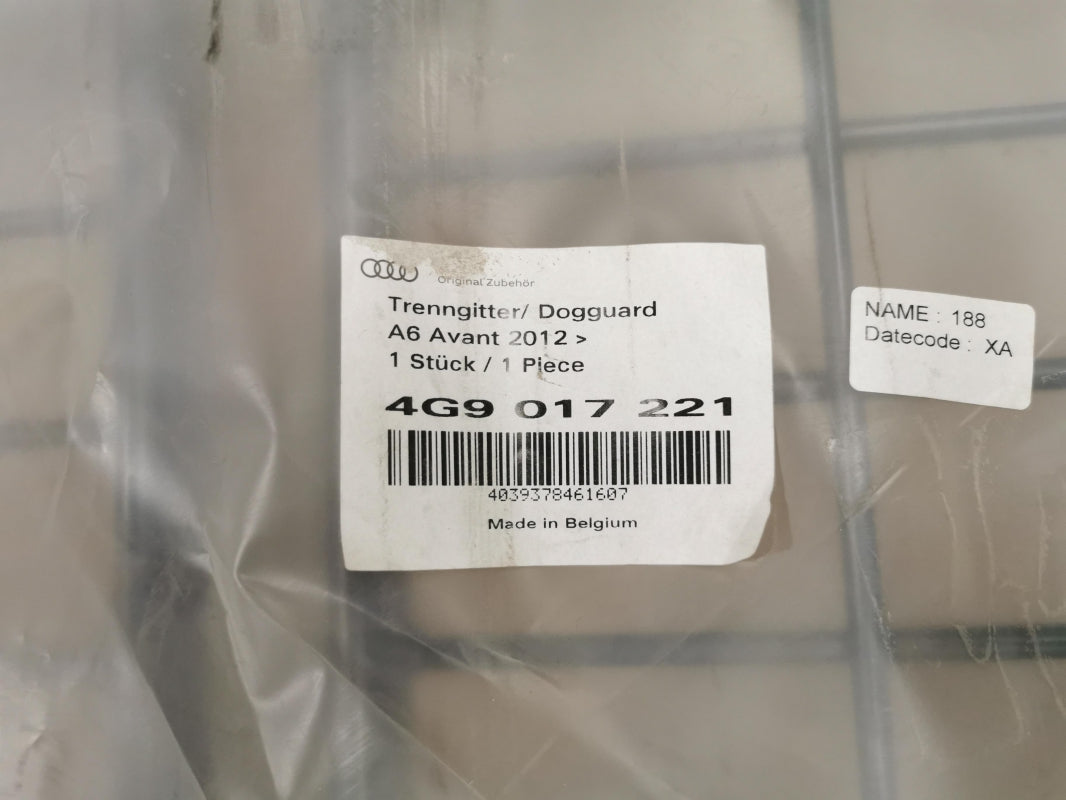 Original Zubehör
Trenngitter/ Dogguard
A6 Avant 2012 >
1 Stück / 1 Piece
4G9 017 221
4039378461607
Made in Belgium
NAME : 188
Datecode : XA